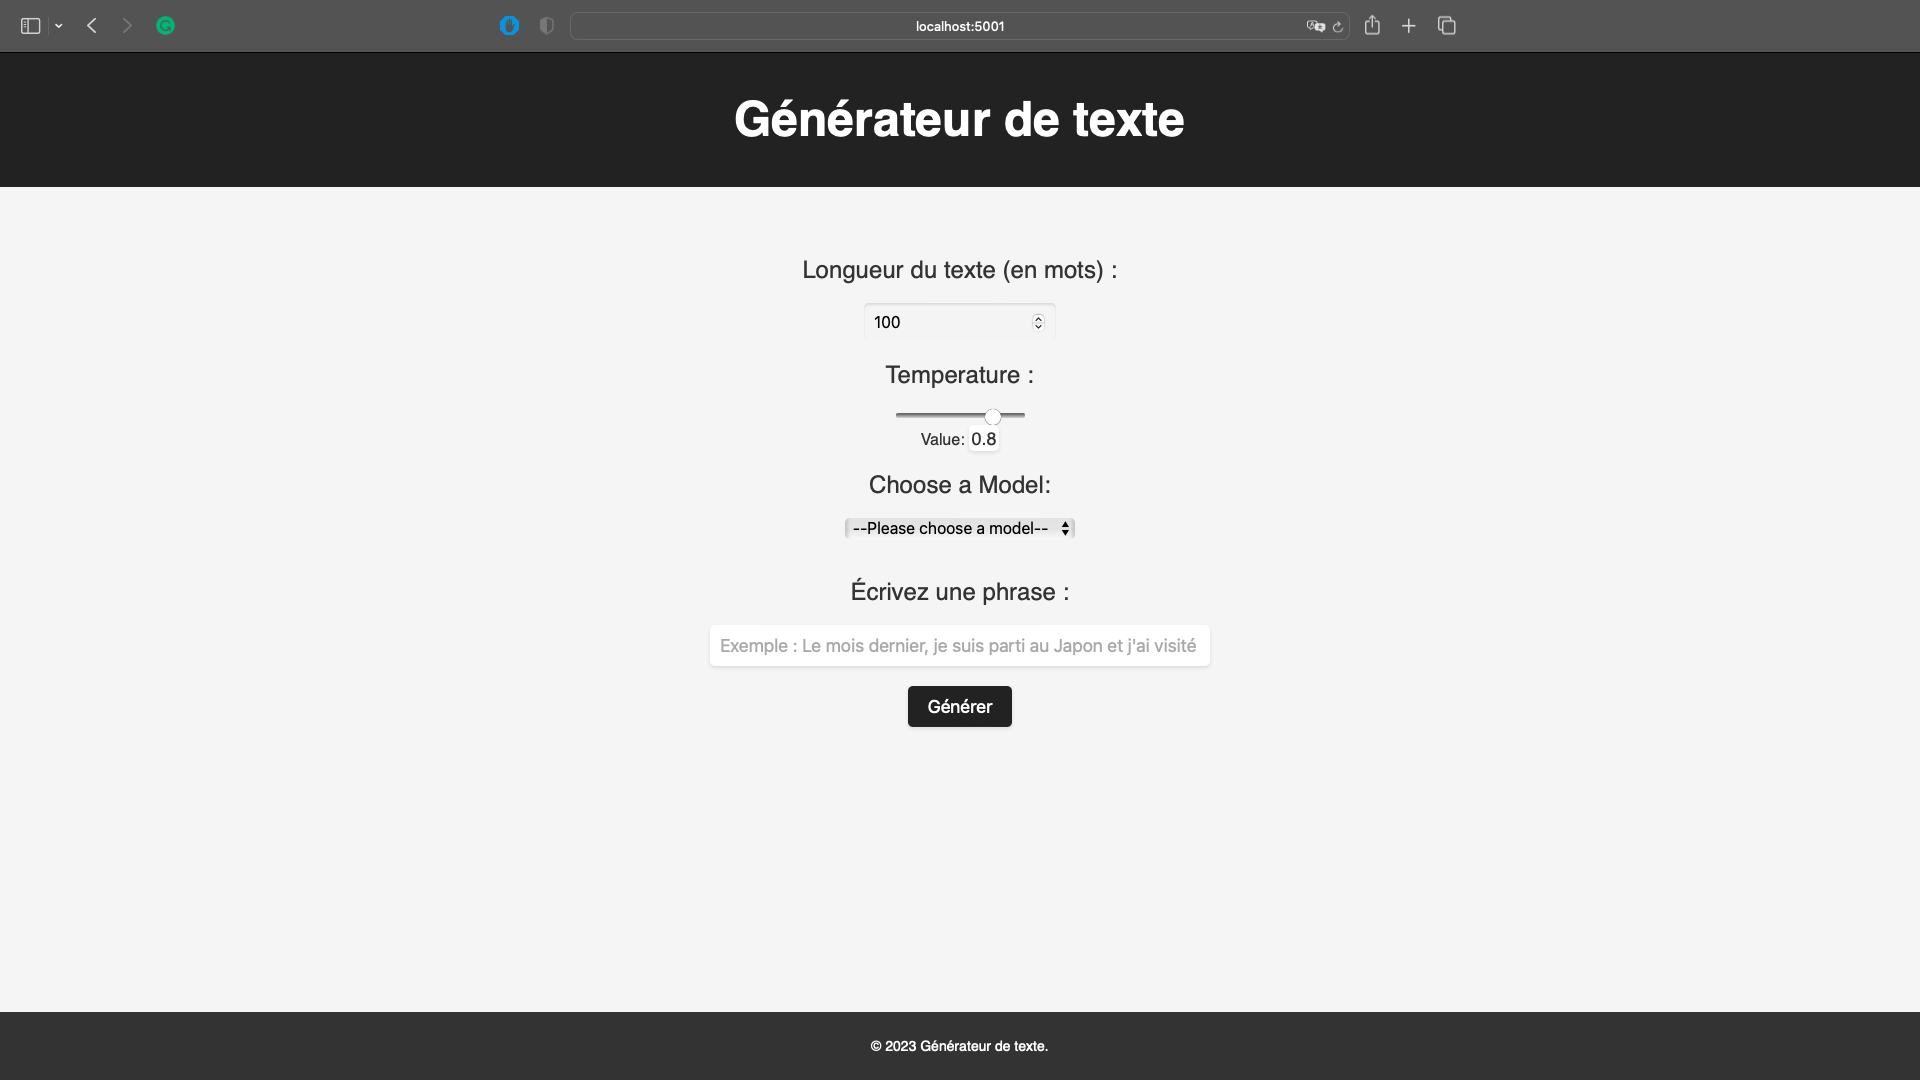 localhost:5001
Générateur de texte
Longueur du texte (en mots) :
100
Temperature :
Value: 0.8
Choose a Model:
--Please choose a model--
Écrivez une phrase :
Exemple : Le mois dernier, je suis parti au Japon et j'ai visité
Générer
© 2023 Générateur de texte.